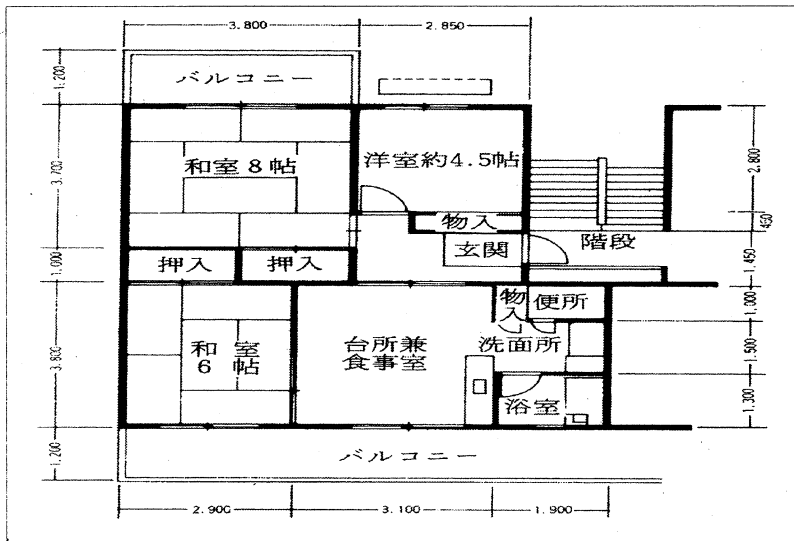 3.800
2.850
1.200
バルコニー
和室8帖
洋室約4.5帖
3.700
2.800
450
物入
玄関
階段
1.450
押入
押入
1.000
物入
便所
1.000
和室
6帖
台所兼
食事室
洗面所
1.500
3.800
浴室
1.300
バルコニー
1.200
2.900
3.100
1.900